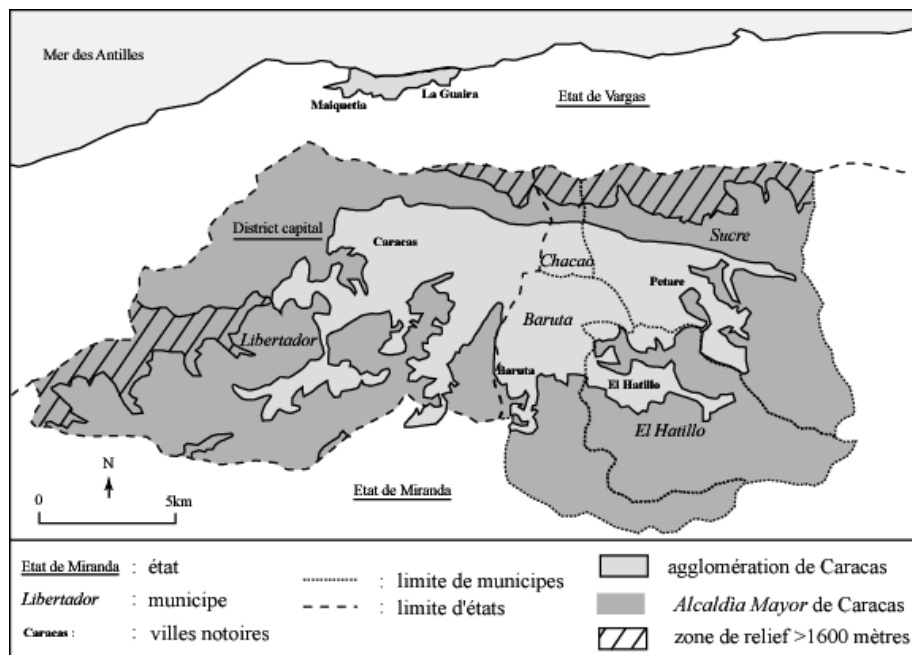 Mer des Antilles
Maiquetia
La Guaira
Etat de Vargas
District capital
Caracas
Sucre
Chacao
Petare
Libertador
Baruta
Baruta
El Hatillo
El Hatillo
N
Etat de Miranda
0 5km
Etat de Miranda : état
Libertador : municipe
Caracas : villes notoires
: limite de municipes
: limite d'états
agglomération de Caracas
Alcaldìa Mayor de Caracas
zone de relief >1600 mètres